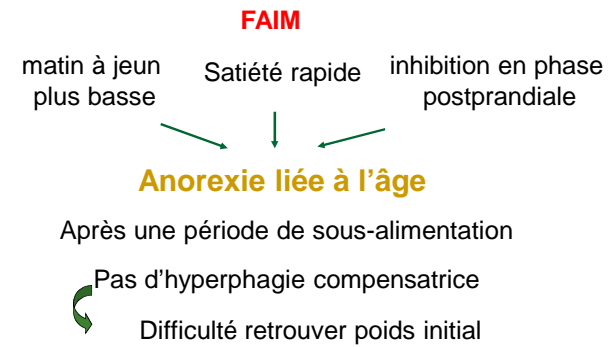 FAIM
matin à jeun
plus basse
Satiété rapide
inhibition en phase
postprandiale
Anorexie liée à l'âge
Après une période de sous-alimentation
Pas d'hyperphagie compensatrice
Difficulté retrouver poids initial